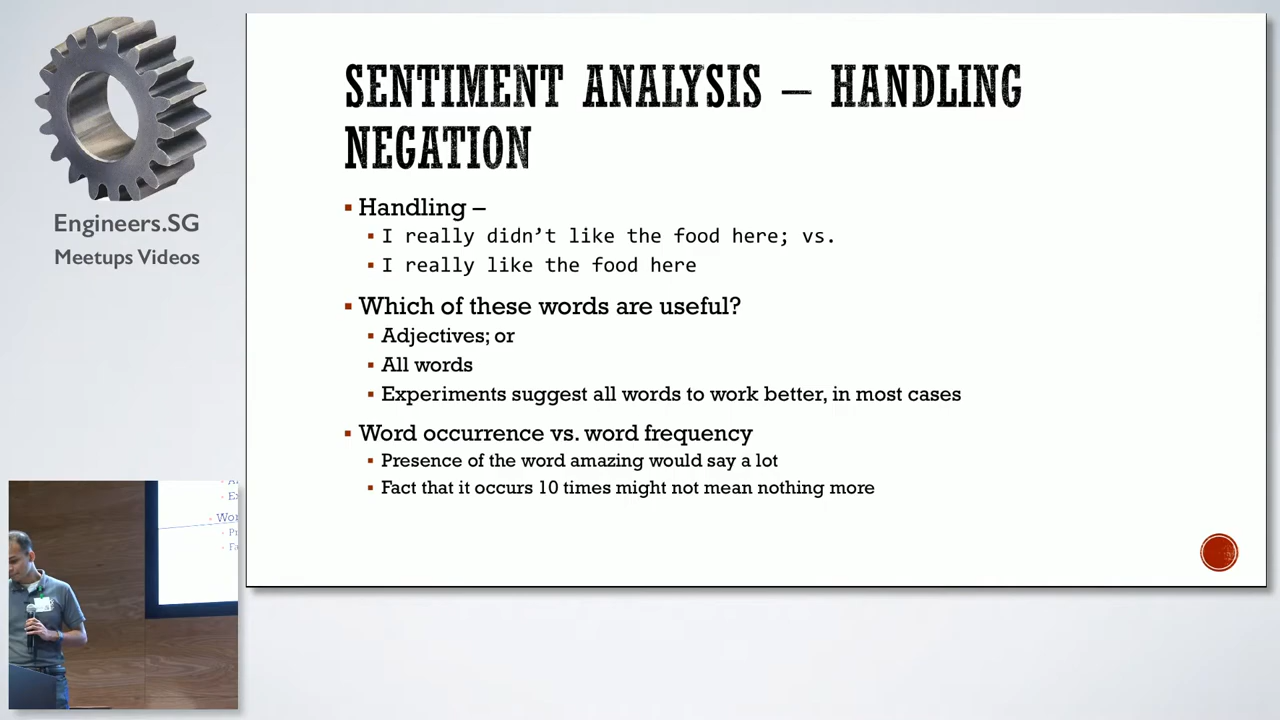 Engineers.SG
Meetups Videos
SENTIMENT ANALYSIS – HANDLING
NEGATION
Handling –
I really didn’t like the food here; vs.
I really like the food here
Which of these words are useful?
Adjectives; or
All words
Experiments suggest all words to work better, in most cases
Word occurrence vs. word frequency
Presence of the word amazing would say a lot
Fact that it occurs 10 times might not mean nothing more